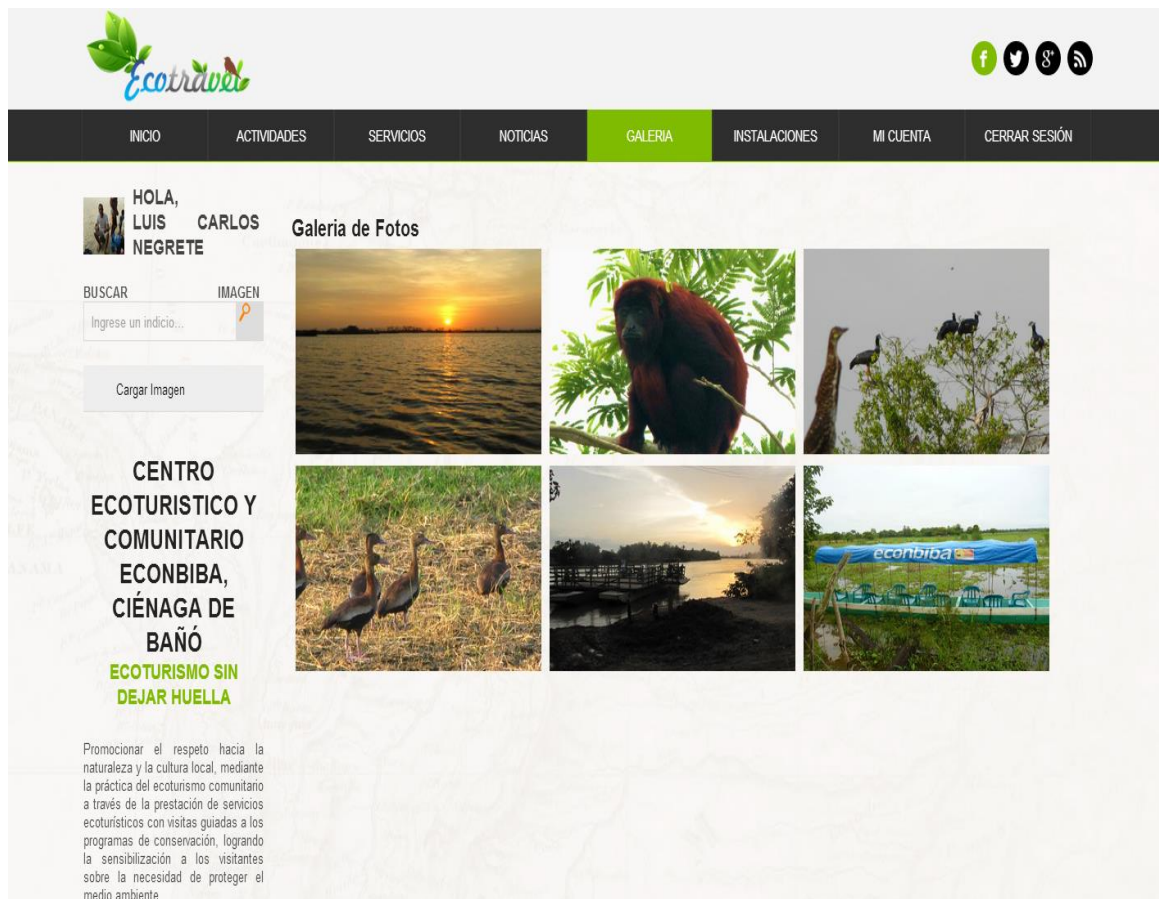 Ecotravel
INICIO
ACTIVIDADES
SERVICIOS
NOTICIAS
GALERIA
INSTALACIONES
MI CUENTA
CERRAR SESIÓN
HOLA,
LUIS CARLOS
NEGRETE
BUSCAR IMAGEN
Ingrese un indicio...
Cargar Imagen
CENTRO
ECOTURISTICO Y
COMUNITARIO
ECONBIBA,
CIÉNAGA DE
BAÑÓ
ECOTURISMO SIN
DEJAR HUELLA
Promocionar el respeto hacia la
naturaleza y la cultura local, mediante
la práctica del ecoturismo comunitario
a través de la prestación de servicios
ecoturísticos con visitas guiadas a los
programas de conservación, logrando
la sensibilización a los visitantes
sobre la necesidad de proteger el
medio ambiente
Galeria de Fotos
econbiba